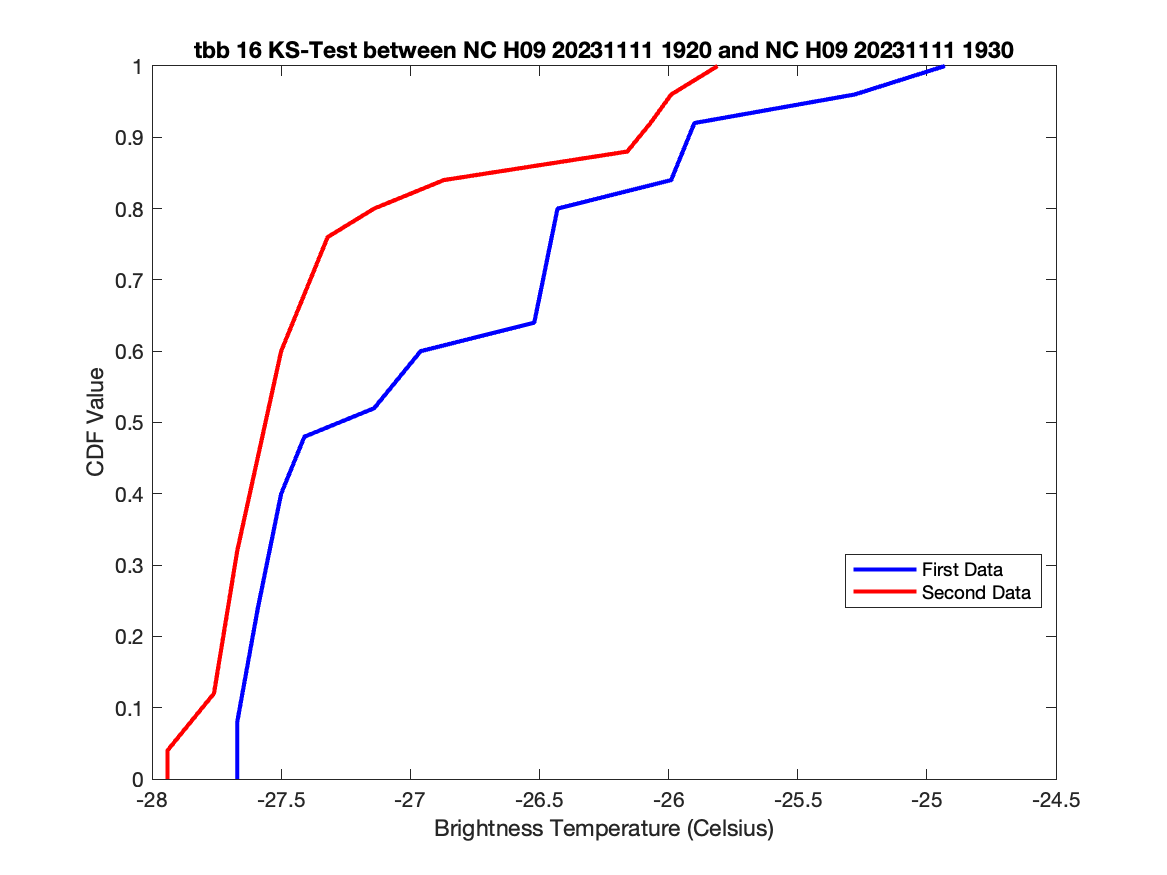 tbb 16 KS-Test between NC H09 20231111 1920 and NC H09 20231111 1930
1
0.9
0.8
0.7
0.6
0.5
0.4
0.3
0.2
0.1
0
CDF Value
First Data
Second Data
-28 -27.5 -27 -26.5 -26 -25.5 -25 -24.5
Brightness Temperature (Celsius)